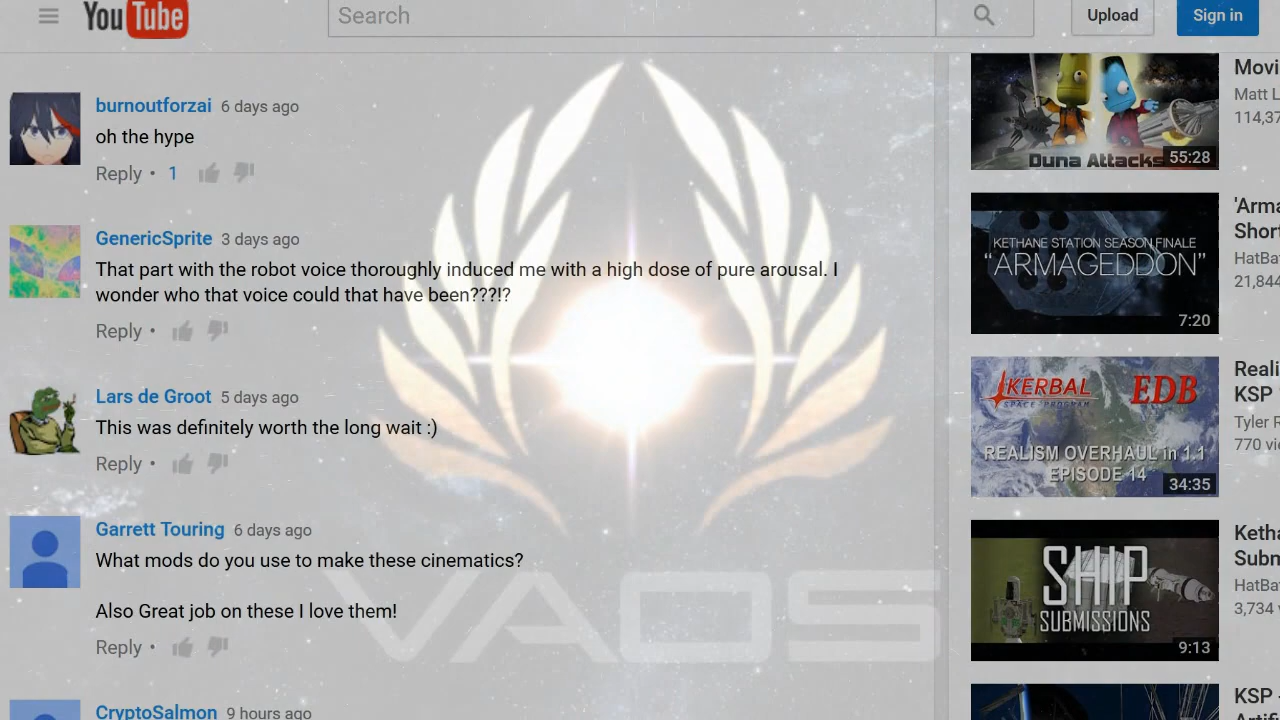 YouTube
Search
Upload
Sign in
burnoutforzai 6 days ago
oh the hype
Reply • 1
GenericSprite 3 days ago
That part with the robot voice thoroughly induced me with a high dose of pure arousal. I
wonder who that voice could that have been???!?
Reply •
Lars de Groot 5 days ago
This was definitely worth the long wait :)
Reply •
Garrett Touring 6 days ago
What mods do you use to make these cinematics?
Also Great job on these I love them!
Reply •
CryptoSalmon 9 hours ago
VAOS
Duna Attacks
55:28
Movi
Matt L
114,37
KETHANE STATION SEASON FINALE
"ARMAGEDDON"
7:20
'Arma
Short
HatBa
21,844
KERBAL
SPACE PROGRAM
EDB
REALISM OVERHAUL in 1.1
EPISODE 14
34:35
Reali
KSP
Tyler R
770 vie
SHIP
SUBMISSIONS
9:13
Ketha
Subm
HatBa
3,734 v
KSP -
Artifi